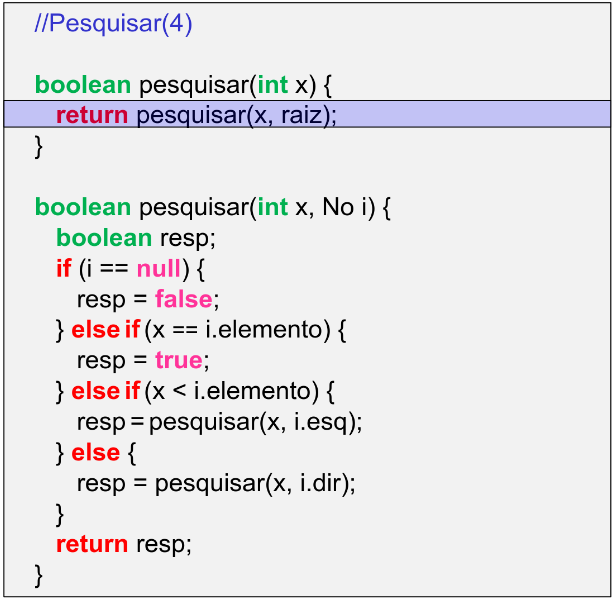 //Pesquisar(4)
boolean pesquisar(int x) {
return pesquisar(x, raiz);
}
boolean pesquisar(int x, No i) {
boolean resp;
if (i == null) {
resp = false;
} else if (x == i.elemento) {
resp = true;
} else if (x < i.elemento) {
resp = pesquisar(x, i.esq);
} else {
resp = pesquisar(x, i.dir);
}
return resp;
}